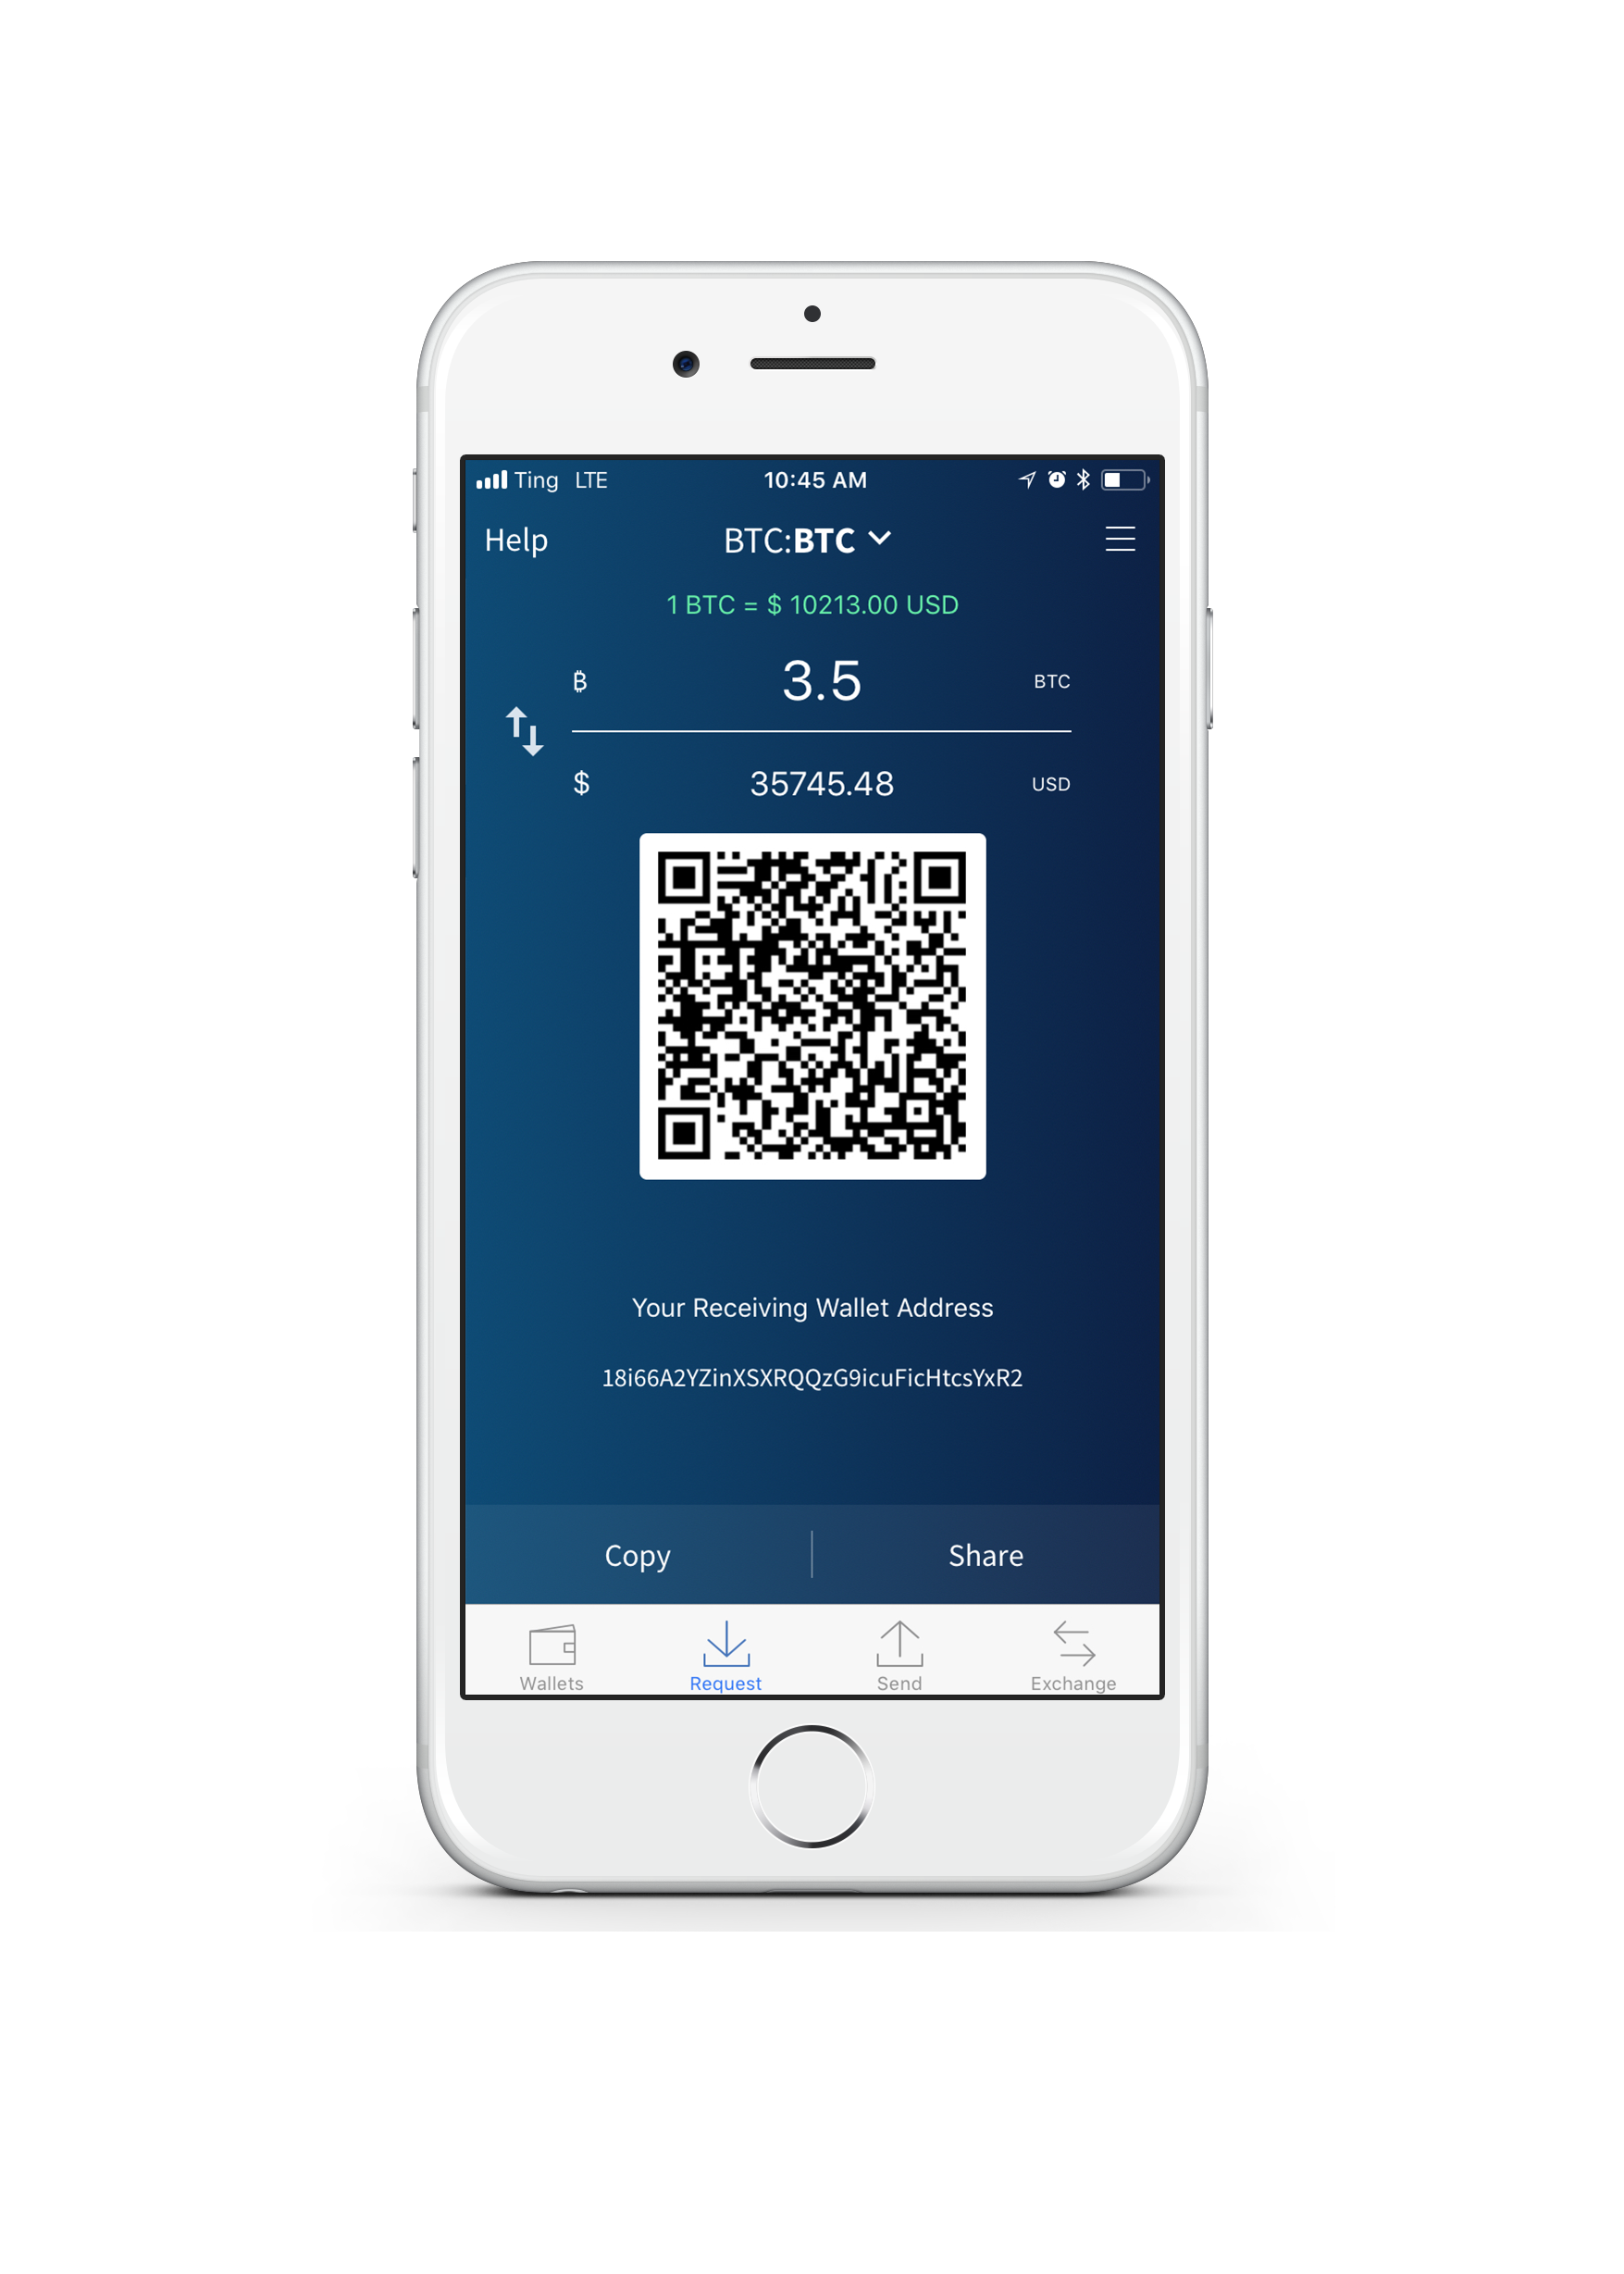 Ting LTE 10:45 AM
Help BTC:BTC
1 BTC = $ 10213.00 USD
₿ 3.5 BTC
$ 35745.48 USD
Your Receiving Wallet Address
18i66A2YZinXSXRQQzG9icuFicHtcsYxR2
Copy Share
Wallets Request Send Exchange